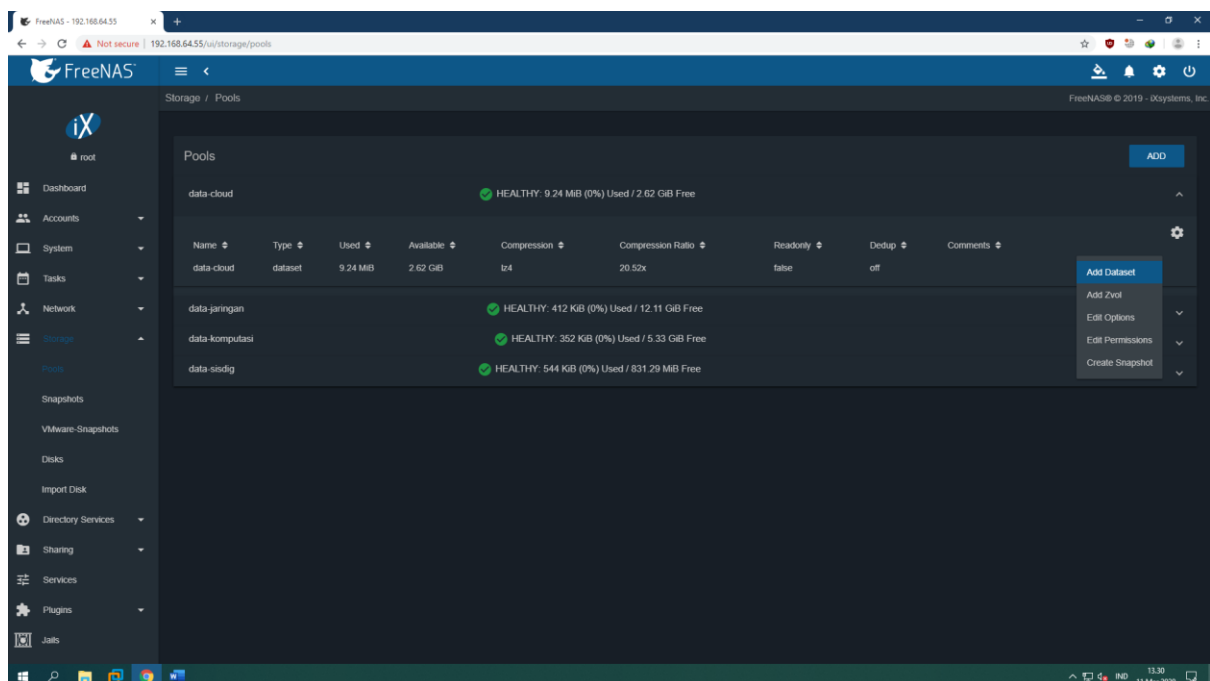 FreeNAS - 192.168.64.55
Not secure | 192.168.64.55/ui/storage/pools
FreeNAS
Storage / Pools
FreeNAS® © 2019 - iXsystems, Inc.
iX
root
Pools
ADD
Dashboard
data-cloud
HEALTHY: 9.24 MiB (0%) Used / 2.62 GiB Free
Accounts
System
Name Type Used Available Compression Compression Ratio Readonly Dedup Comments
data-cloud dataset 9.24 MiB 2.62 GiB lz4 20.52x false off
Add Dataset
Add Zvol
Edit Options
Edit Permissions
Create Snapshot
Tasks
Network
data-jaringan HEALTHY: 412 KiB (0%) Used / 12.11 GiB Free
Storage
data-komputasi HEALTHY: 352 KiB (0%) Used / 5.33 GiB Free
Pools
data-sisdig HEALTHY: 544 KiB (0%) Used / 831.29 MiB Free
Snapshots
VMware-Snapshots
Disks
Import Disk
Directory Services
Sharing
Services
Plugins
Jails
IND
13.30